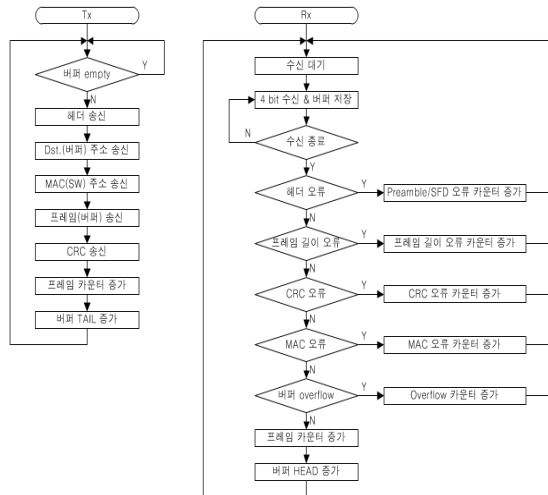 Tx
버퍼 empty
Y
N
헤더 송신
Dst.(버퍼) 주소 송신
MAC(SW) 주소 송신
프레임(버퍼) 송신
CRC 송신
프레임 카운터 증가
버퍼 TAIL 증가
Rx
수신 대기
4 bit 수신 & 버퍼 저장
N
수신 종료
Y
헤더 오류
Y
Preamble/SFD 오류 카운터 증가
N
프레임 길이 오류
Y
프레임 길이 오류 카운터 증가
N
CRC 오류
Y
CRC 오류 카운터 증가
N
MAC 오류
Y
MAC 오류 카운터 증가
N
버퍼 overflow
Y
Overflow 카운터 증가
N
프레임 카운터 증가
버퍼 HEAD 증가